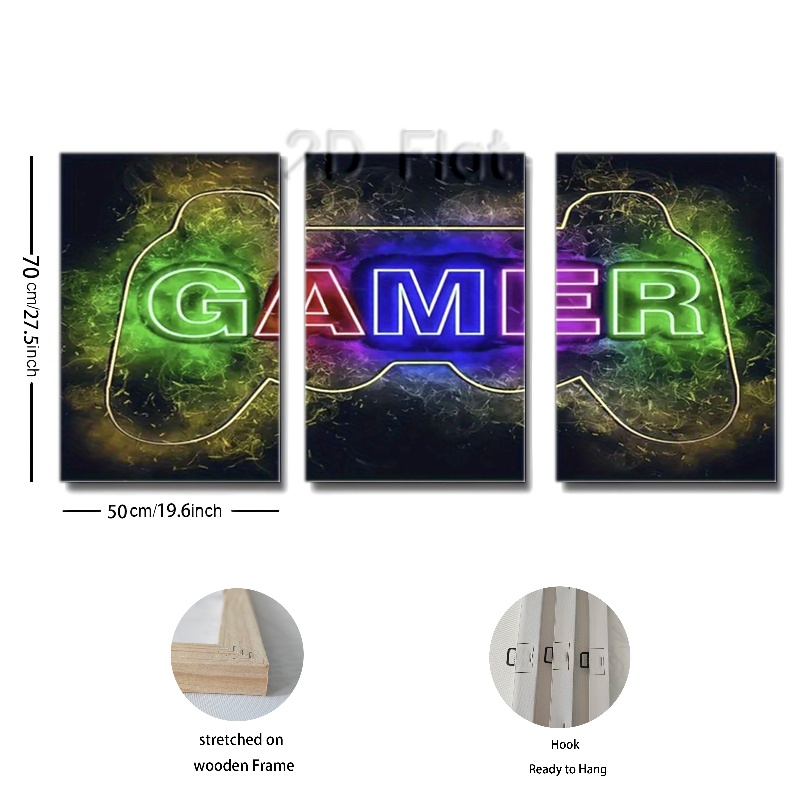 2D Flat
GAMER
70 cm/27.5inch
50cm/19.6inch
stretched on
wooden Frame
Hook
Ready to Hang